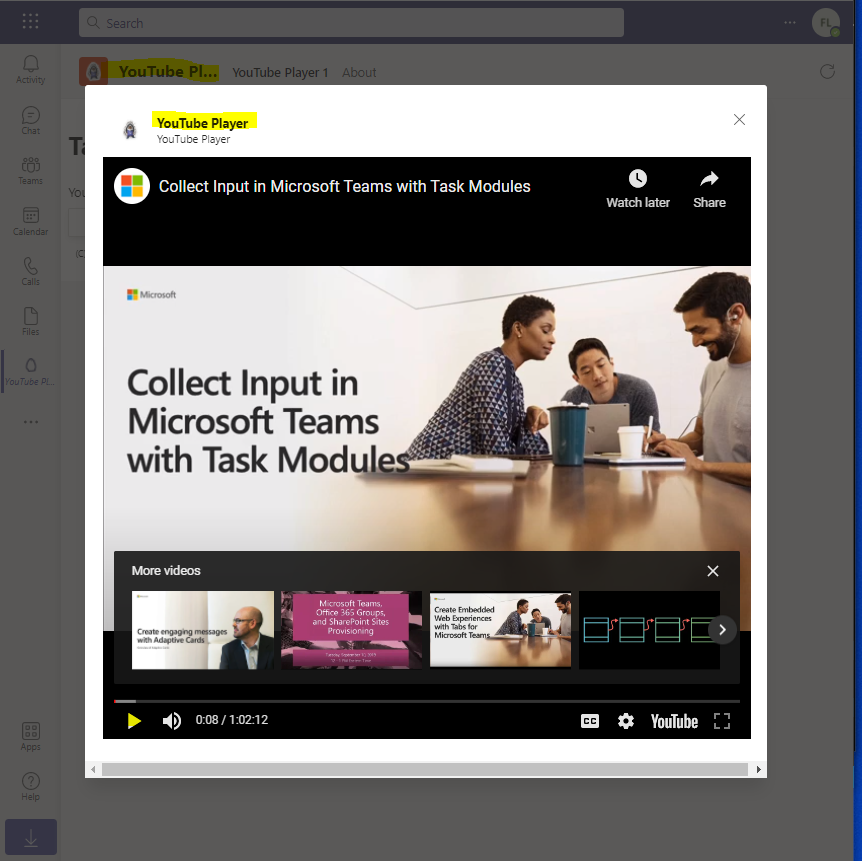 Search
FL
YouTube Pl...
YouTube Player 1
About
Activity
Chat
Teams
Calendar
Calls
Files
YouTube Pl...
Apps
Help
Ta
You
(C
YouTube Player
YouTube Player
Collect Input in Microsoft Teams with Task Modules
Watch later
Share
Microsoft
Collect Input in
Microsoft Teams
with Task Modules
More videos
Create engaging messages
with Adaptive Cards
Microsoft Teams,
Office 365 Groups,
and SharePoint Sites
Provisioning
Create Embedded
Web Experiences
with Tabs for
Microsoft Teams
0:08 / 1:02:12
CC
YouTube